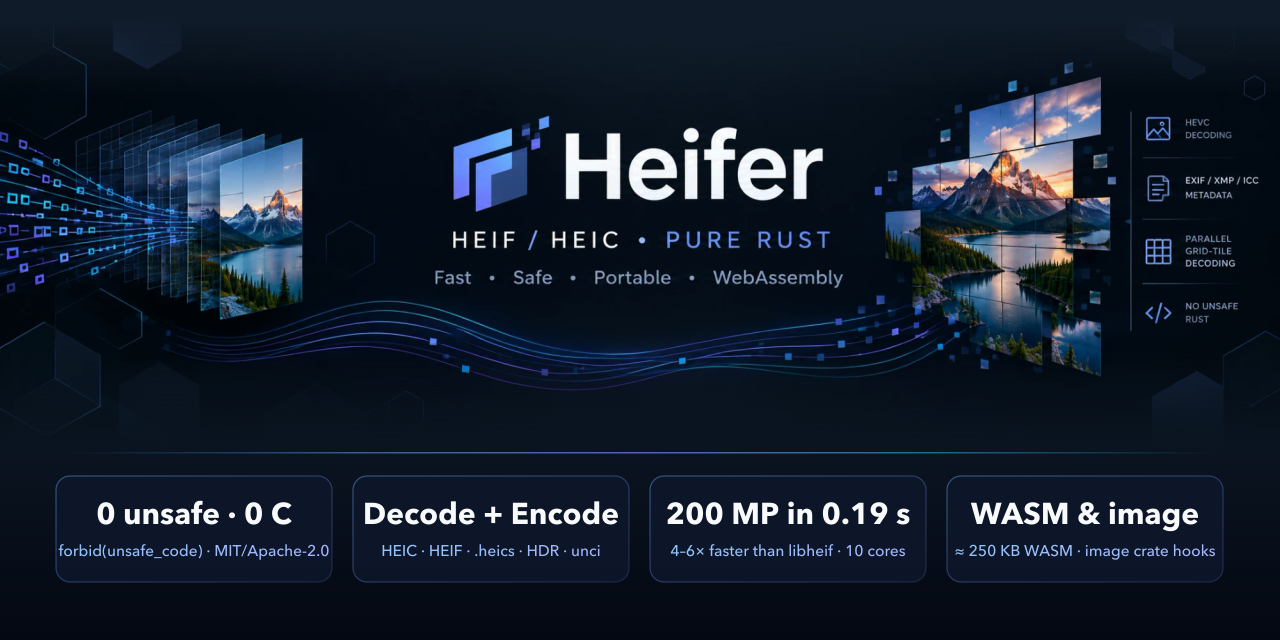 Heifer
HEIF / HEIC • PURE RUST
Fast • Safe • Portable • WebAssembly
HEVC
DECODING
EXIF / XMP / ICC
METADATA
PARALLEL
GRID-TILE
DECODING
NO UNSAFE
RUST
0 unsafe · 0 C
forbid(unsafe_code) · MIT/Apache-2.0
Decode + Encode
HEIC · HEIF · .heics · HDR · unci
200 MP in 0.19 s
4–6× faster than libheif · 10 cores
WASM & image
≈ 250 KB WASM · image crate hooks